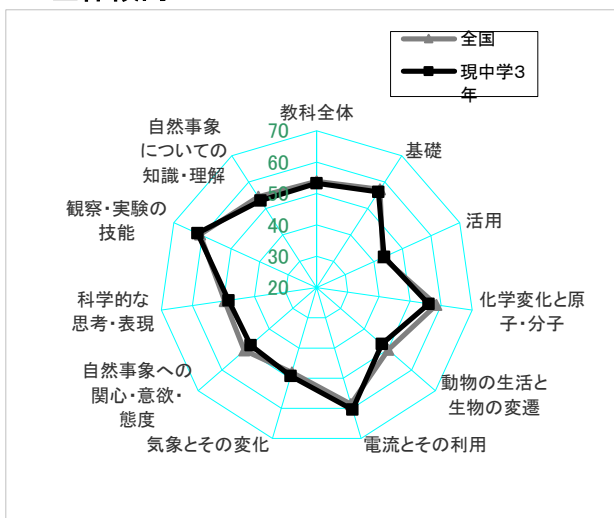 全国
現中学3
年
教科全体
基礎
活用
化学変化と原
子・分子
動物の生活と
生物の変遷
電流とその利用
気象とその変化
自然事象への
関心・意欲・
態度
科学的な
思考・表現
観察・実験の
技能
自然事象
についての
知識・理解
70
60
50
40
30
20